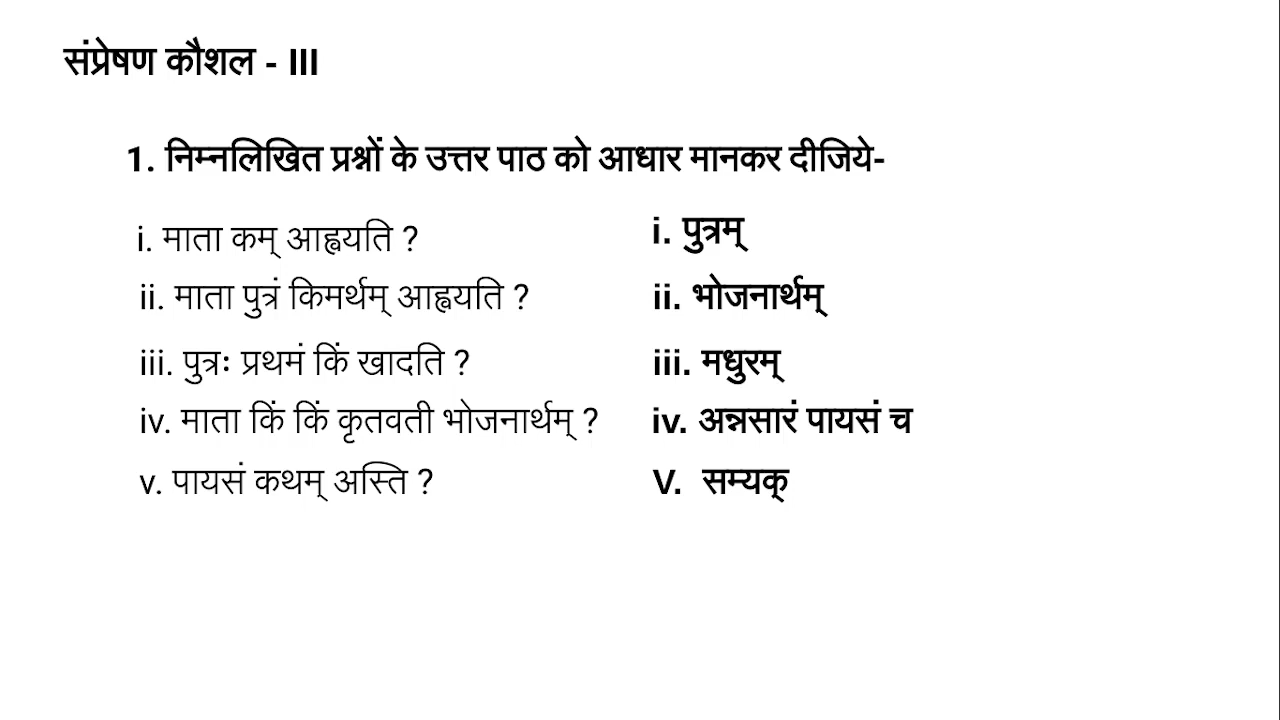 संप्रेषण कौशल - III
1. निम्नलिखित प्रश्नों के उत्तर पाठ को आधार मानकर दीजिये-
i. माता कम् आह्वयति ? i. पुत्रम्
ii. माता पुत्रं किमर्थम् आह्वयति ? ii. भोजनार्थम्
iii. पुत्रः प्रथमं किं खादति ? iii. मधुरम्
iv. माता किं किं कृतवती भोजनार्थम् ? iv. अन्नसारं पायसं च
v. पायसं कथम् अस्ति ? V. सम्यक्